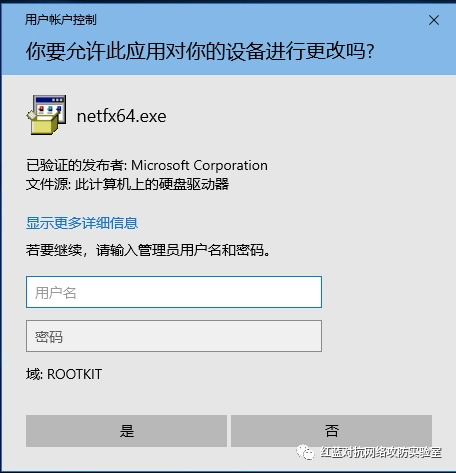 用户帐户控制
你要允许此应用对你的设备进行更改吗?
netfx64.exe
已验证的发布者: Microsoft Corporation
文件源: 此计算机上的硬盘驱动器
显示更多详细信息
若要继续，请输入管理员用户名和密码。
用户名
密码
域: ROOTKIT
是
否
红蓝对抗网络攻防实验室